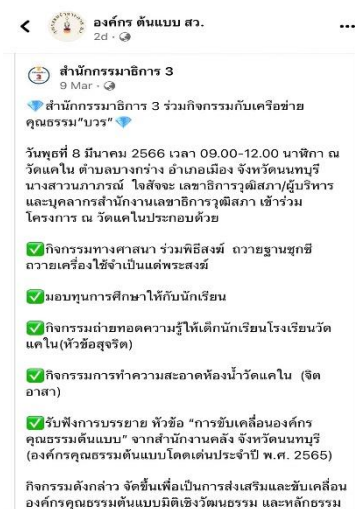 องค์กร ต้นแบบ สว.
2d ·
สำนักกรรมาธิการ 3
9 Mar ·
💎สำนักกรรมาธิการ 3 ร่วมกิจกรรมกับเครือข่าย
คุณธรรม"บวร"💎
วันพุธที่ 8 มีนาคม 2566 เวลา 09.00-12.00 นาฬิกา ณ
วัดแคใน ตำบลบางกร่าง อำเภอเมือง จังหวัดนนทบุรี
นางสาวนภาภรณ์ ใจสัจจะ เลขาธิการวุฒิสภา/ผู้บริหาร
และบุคลากรสำนักงานเลขาธิการวุฒิสภา เข้าร่วม
โครงการ ณ วัดแคในประกอบด้วย
✅กิจกรรมทางศาสนา ร่วมพิธีสงฆ์ ถวายฐานชุกชี
ถวายเครื่องใช้จำเป็นแด่พระสงฆ์
✅มอบทุนการศึกษาให้กับนักเรียน
✅กิจกรรมถ่ายทอดความรู้ให้เด็กนักเรียนโรงเรียนวัด
แคใน(หัวข้อสุจริต)
✅กิจกรรมการทำความสะอาดห้องน้ำวัดแคใน (จิต
อาสา)
✅รับฟังการบรรยาย หัวข้อ "การขับเคลื่อนองค์กร
คุณธรรมต้นแบบ" จากสำนักงานคลัง จังหวัดนนทบุรี
(องค์กรคุณธรรมต้นแบบโดดเด่นประจำปี พ.ศ. 2565)
กิจกรรมดังกล่าว จัดขึ้นเพื่อเป็นการส่งเสริมและขับเคลื่อน
องค์กรคุณธรรมต้นแบบมิติเชิงวัฒนธรรม และหลักธรรม